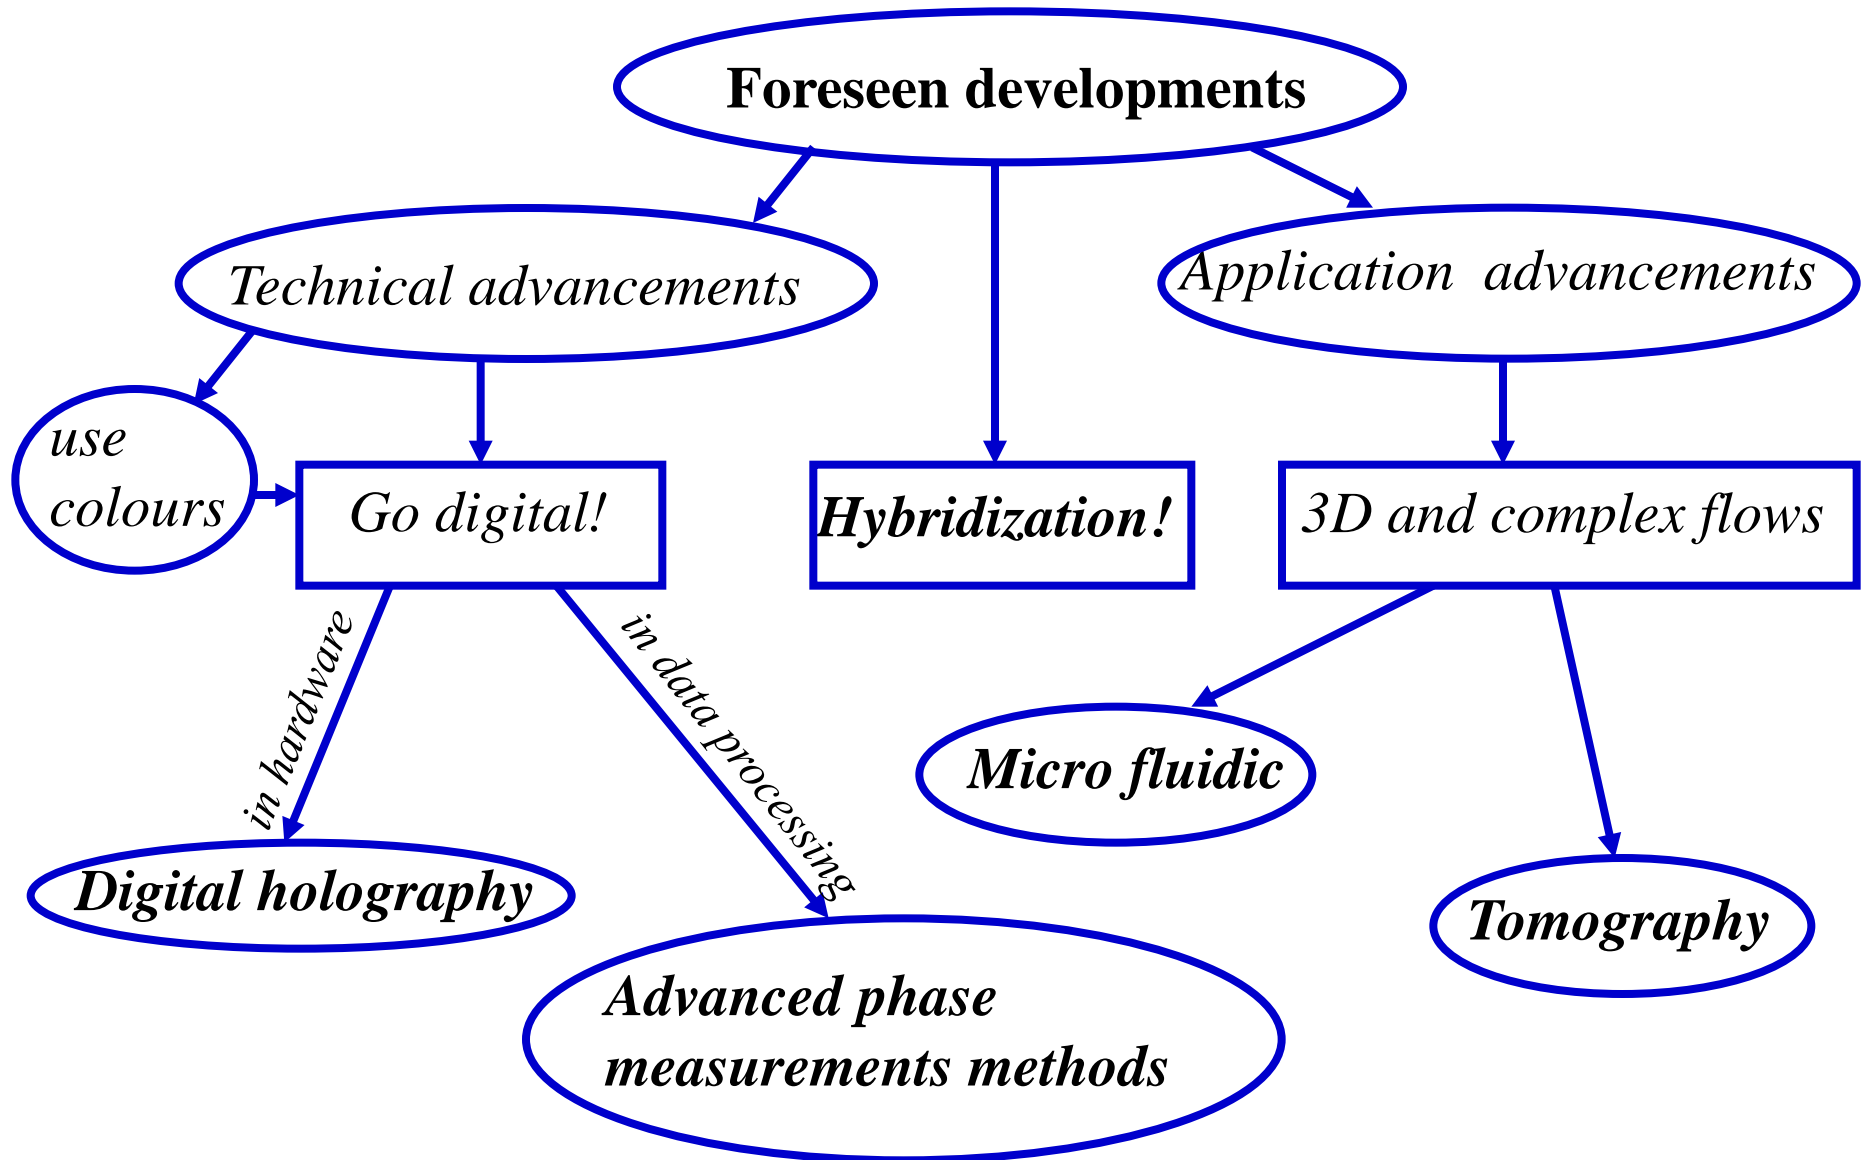 Foreseen developments
Technical advancements
Application  advancements
use
colours
Go digital!
Hybridization!
3D and complex flows
in hardware
in data processing
Micro fluidic
Digital holography
Tomography
Advanced phase
measurements methods